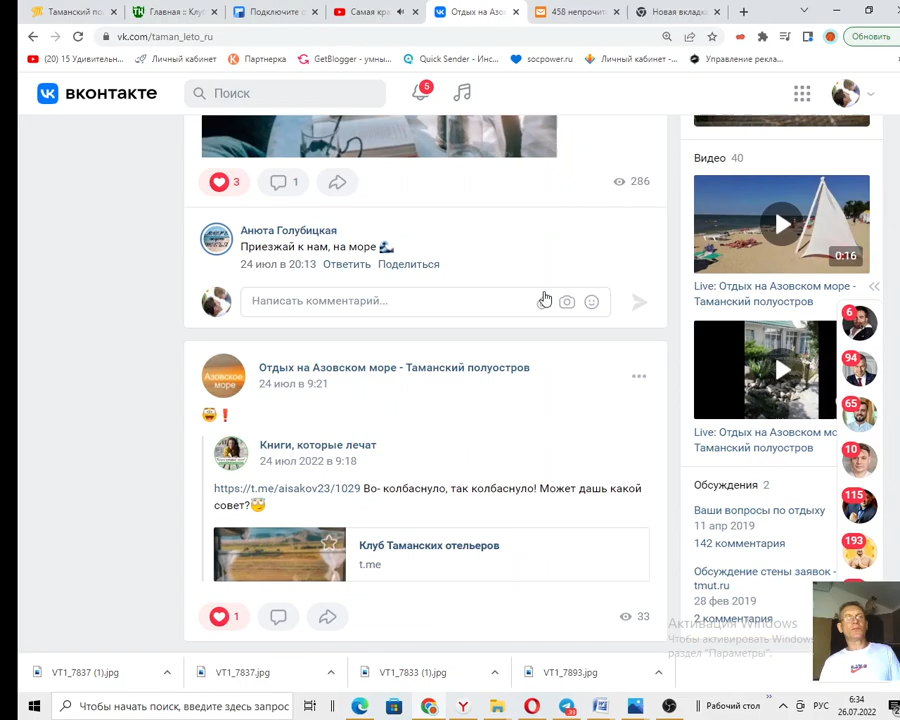 Таманский по.
Главная :: Клу
Подключите с
Самая кра
Отдых на Азо
458 непрочит
Новая вкладк
vk.com/taman_leto_ru
Обновить
(20) 15 Удивительн...
Личный кабинет
Партнерка
GetBlogger - умны...
Quick Sender - Инс...
socpower.ru
Личный кабинет -...
Управление рекла...
вконтакте
Поиск
5
3
1
286
Анюта Голубицкая
Приезжай к нам, на море
24 июл в 20:13 Ответить Поделиться
Написать комментарий...
Азовское
море
Отдых на Азовском море - Таманский полуостров
24 июл в 9:21
Книги, которые лечат
24 июл 2022 в 9:18
https://t.me/aisakov23/1029 Во- колбаснуло, так колбаснуло! Может дашь какой
совет?
Клуб Таманских отельеров
t.me
1
33
Видео 40
0:16
Live: Отдых на Азовском море -
Таманский полуостров
Live: Отдых на Азовском мо
Таманский полуостров
Обсуждения 2
Ваши вопросы по отдыху
11 апр 2019
142 комментария
Обсуждение стены заявок -
tmut.ru
28 фев 2019
2 комментария
6
94
65
10
115
193
Активация Windows
Чтобы активировать Windows
раздел "Параметры".
VT1_7837 (1).jpg
VT1_7837.jpg
VT1_7833 (1).jpg
VT1_7893.jpg
Чтобы начать поиск, введите здесь запрос
Рабочий стол
РУС
6:34
26.07.2022